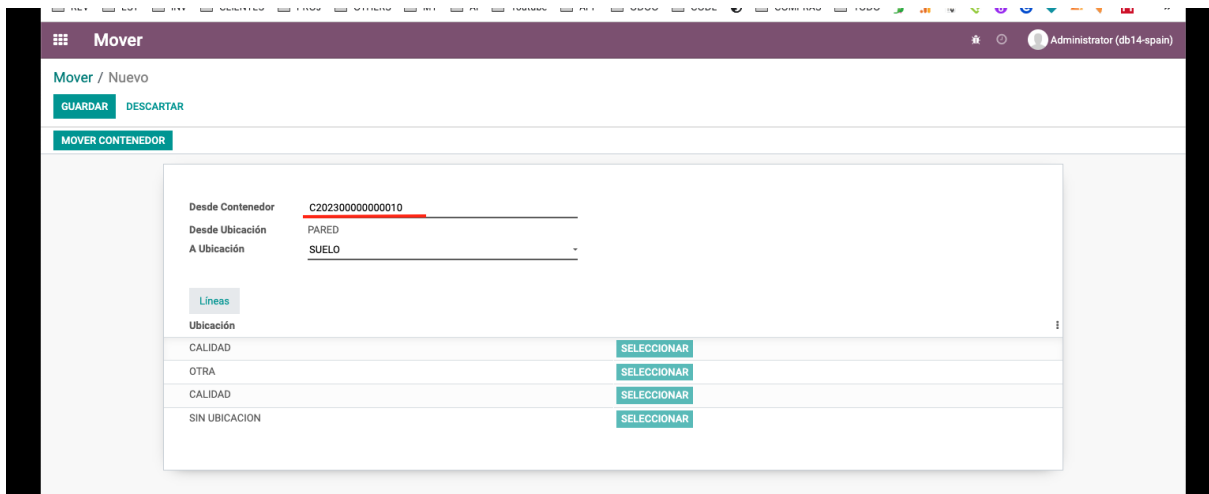 Mover
Administrator (db14-spain)
Mover / Nuevo
GUARDAR DESCARTAR
MOVER CONTENEDOR
Desde Contenedor C202300000000010
Desde Ubicación PARED
A Ubicación SUELO
Líneas
Ubicación
CALIDAD SELECCIONAR
OTRA SELECCIONAR
CALIDAD SELECCIONAR
SIN UBICACION SELECCIONAR